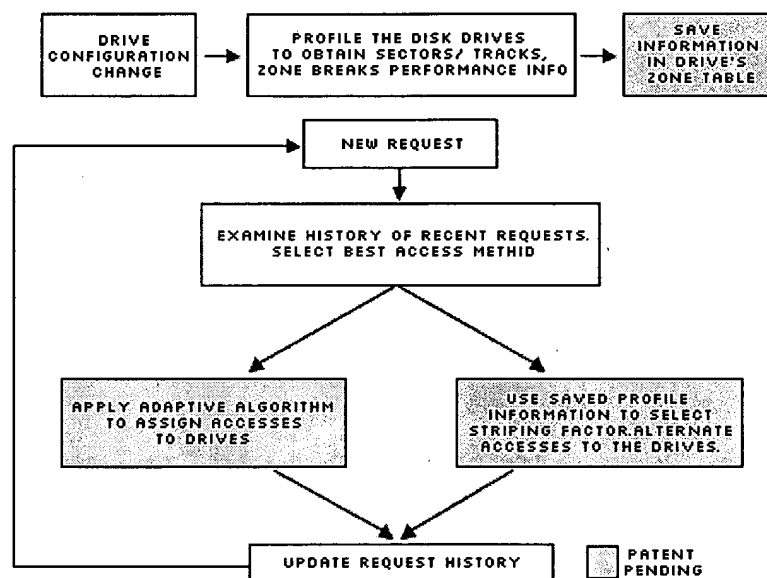 DRIVE
CONFIGURATION
CHANGE
PROFILE THE DISK DRIVES
TO OBTAIN SECTORS/ TRACKS,
ZONE BREAKS PERFORMANCE INFO
SAVE
INFORMATION
IN DRIVE'S
ZONE TABLE
NEW REQUEST
EXAMINE HISTORY OF RECENT REQUESTS.
SELECT BEST ACCESS METHID
APPLY ADAPTIVE ALGORITHM
TO ASSIGN ACCESSES
TO DRIVES
USE SAVED PROFILE
INFORMATION TO SELECT
STRIPING FACTOR.ALTERNATE
ACCESSES TO THE DRIVES.
UPDATE REQUEST HISTORY
PATENT
PENDING